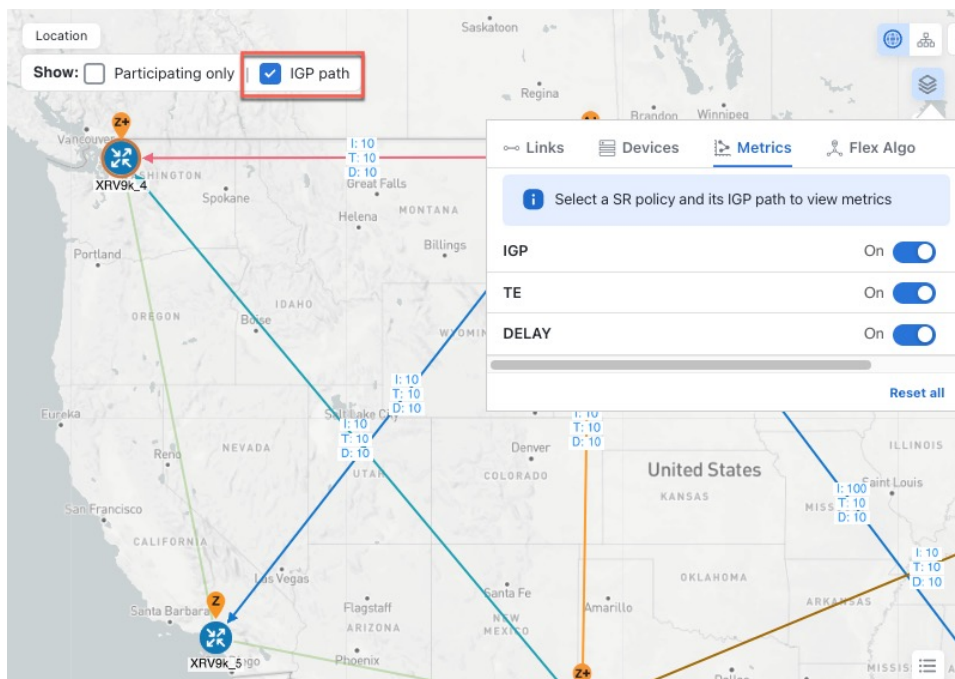 Location
Saskatoon
Show: Participating only | IGP path
Regina
Brandon
Winnipeg
Z+
Vancouver
I: 10
T: 10
D: 10
Links
Devices
Metrics
Flex Algo
XRV9k_4
Spokane
Great Falls
Select a SR policy and its IGP path to view metrics
Helena
MONTANA
IGP
On
Portland
Billings
TE
On
OREGON
IDAHO
Boise
DELAY
On
I: 10
T: 10
D: 10
Reset all
Eureka
Salt Lake City
I: 10
T: 10
D: 10
I: 10
T: 10
D: 10
Reno
NEVADA
UTAH
Denver
COLORADO
United States
KANSAS
ILLINOIS
Saint Louis
I: 100
T: 10
D: 10
San Francisco
CALIFORNIA
I: 10
T: 10
D: 10
Las Vegas
OKLAHOMA
Santa Barbara
Z
Flagstaff
ARIZONA
Santa Fe
NEW
MEXICO
Amarillo
ARKANSAS
XRV9k_5
Phoenix
Z+
Dallas